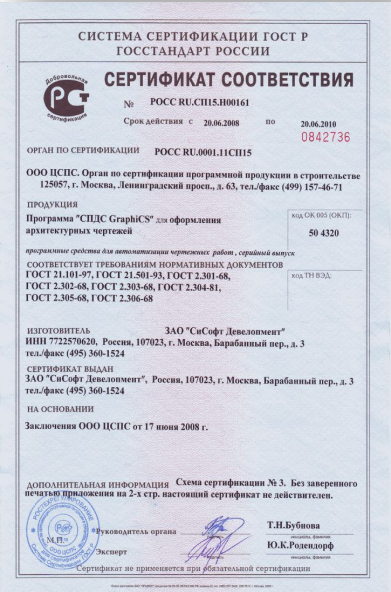 СИСТЕМА СЕРТИФИКАЦИИ ГОСТ Р
ГОССТАНДАРТ РОССИИ
Добровольная
сертификация
СЕРТИФИКАТ СООТВЕТСТВИЯ
№ РОСС RU.СП15.Н00161
Срок действия с 20.06.2008 по 20.06.2010
0842736
ОРГАН ПО СЕРТИФИКАЦИИ РОСС RU.0001.11СП15
ООО ЦСПС. Орган по сертификации программной продукции в строительстве
125057, г. Москва, Ленинградский просп., д. 63, тел./факс (499) 157-46-71
ПРОДУКЦИЯ
Программа "СПДС GraphiCS" для оформления
архитектурных чертежей
код ОК 005 (ОКП):
50 4320
программные средства для автоматизации чертежных работ, серийный выпуск
СООТВЕТСТВУЕТ ТРЕБОВАНИЯМ НОРМАТИВНЫХ ДОКУМЕНТОВ
ГОСТ 21.101-97, ГОСТ 21.501-93, ГОСТ 2.301-68,
ГОСТ 2.302-68, ГОСТ 2.303-68, ГОСТ 2.304-81,
ГОСТ 2.305-68, ГОСТ 2.306-68
код ТН ВЭД:
ИЗГОТОВИТЕЛЬ ЗАО "СиСофт Девелопмент"
ИНН 7722570620, Россия, 107023, г. Москва, Барабанный пер., д. 3
тел./факс (495) 360-1524
СЕРТИФИКАТ ВЫДАН
ЗАО "СиСофт Девелопмент", Россия, 107023, г. Москва, Барабанный пер., д. 3
тел./факс (495) 360-1524
НА ОСНОВАНИИ
Заключения ООО ЦСПС от 17 июня 2008 г.
ДОПОЛНИТЕЛЬНАЯ ИНФОРМАЦИЯ Схема сертификации № 3. Без заверенного
печатью приложения на 2-х стр. настоящий сертификат не действителен.
М.П.
ООО ЦСПС
Руководитель органа Т.Н.Бубнова
Эксперт Ю.К.Родендорф
Сертификат не применяется при обязательной сертификации